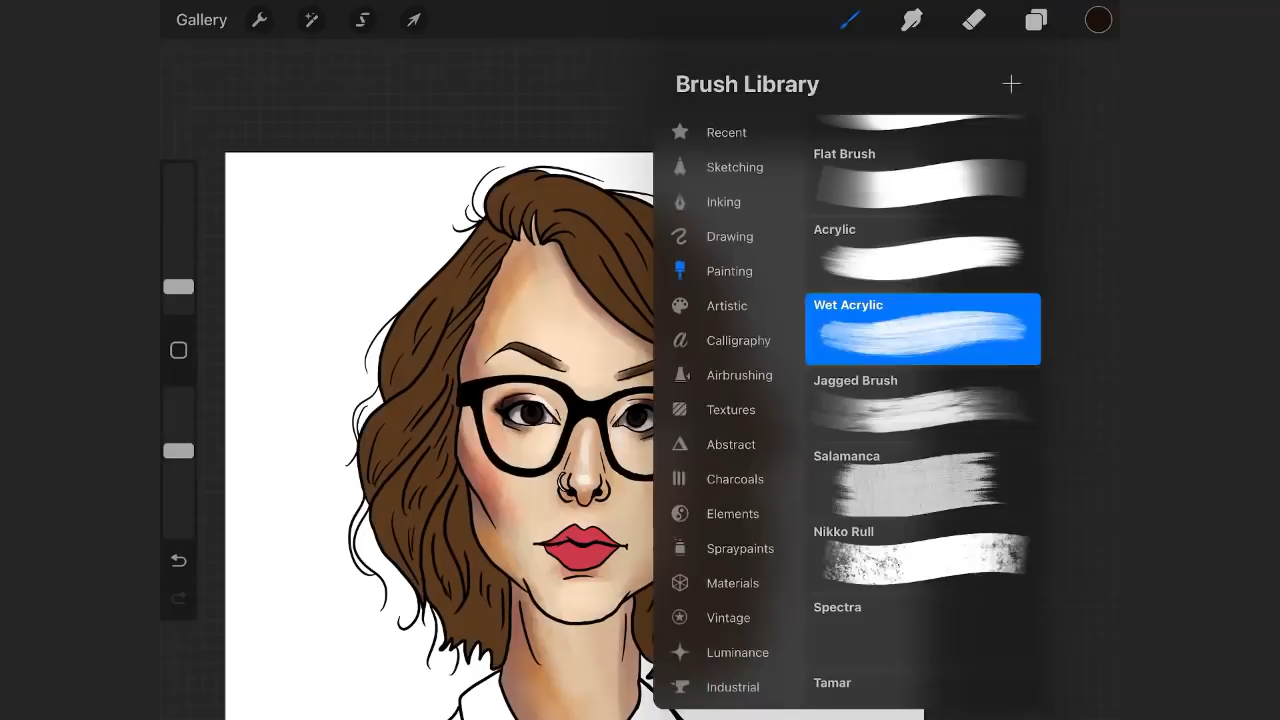 Gallery
Brush Library
Recent
Sketching
Inking
Drawing
Painting
Artistic
Calligraphy
Airbrushing
Textures
Abstract
Charcoals
Elements
Spraypaints
Materials
Vintage
Luminance
Industrial
Flat Brush
Acrylic
Wet Acrylic
Jagged Brush
Salamanca
Nikko Rull
Spectra
Tamar